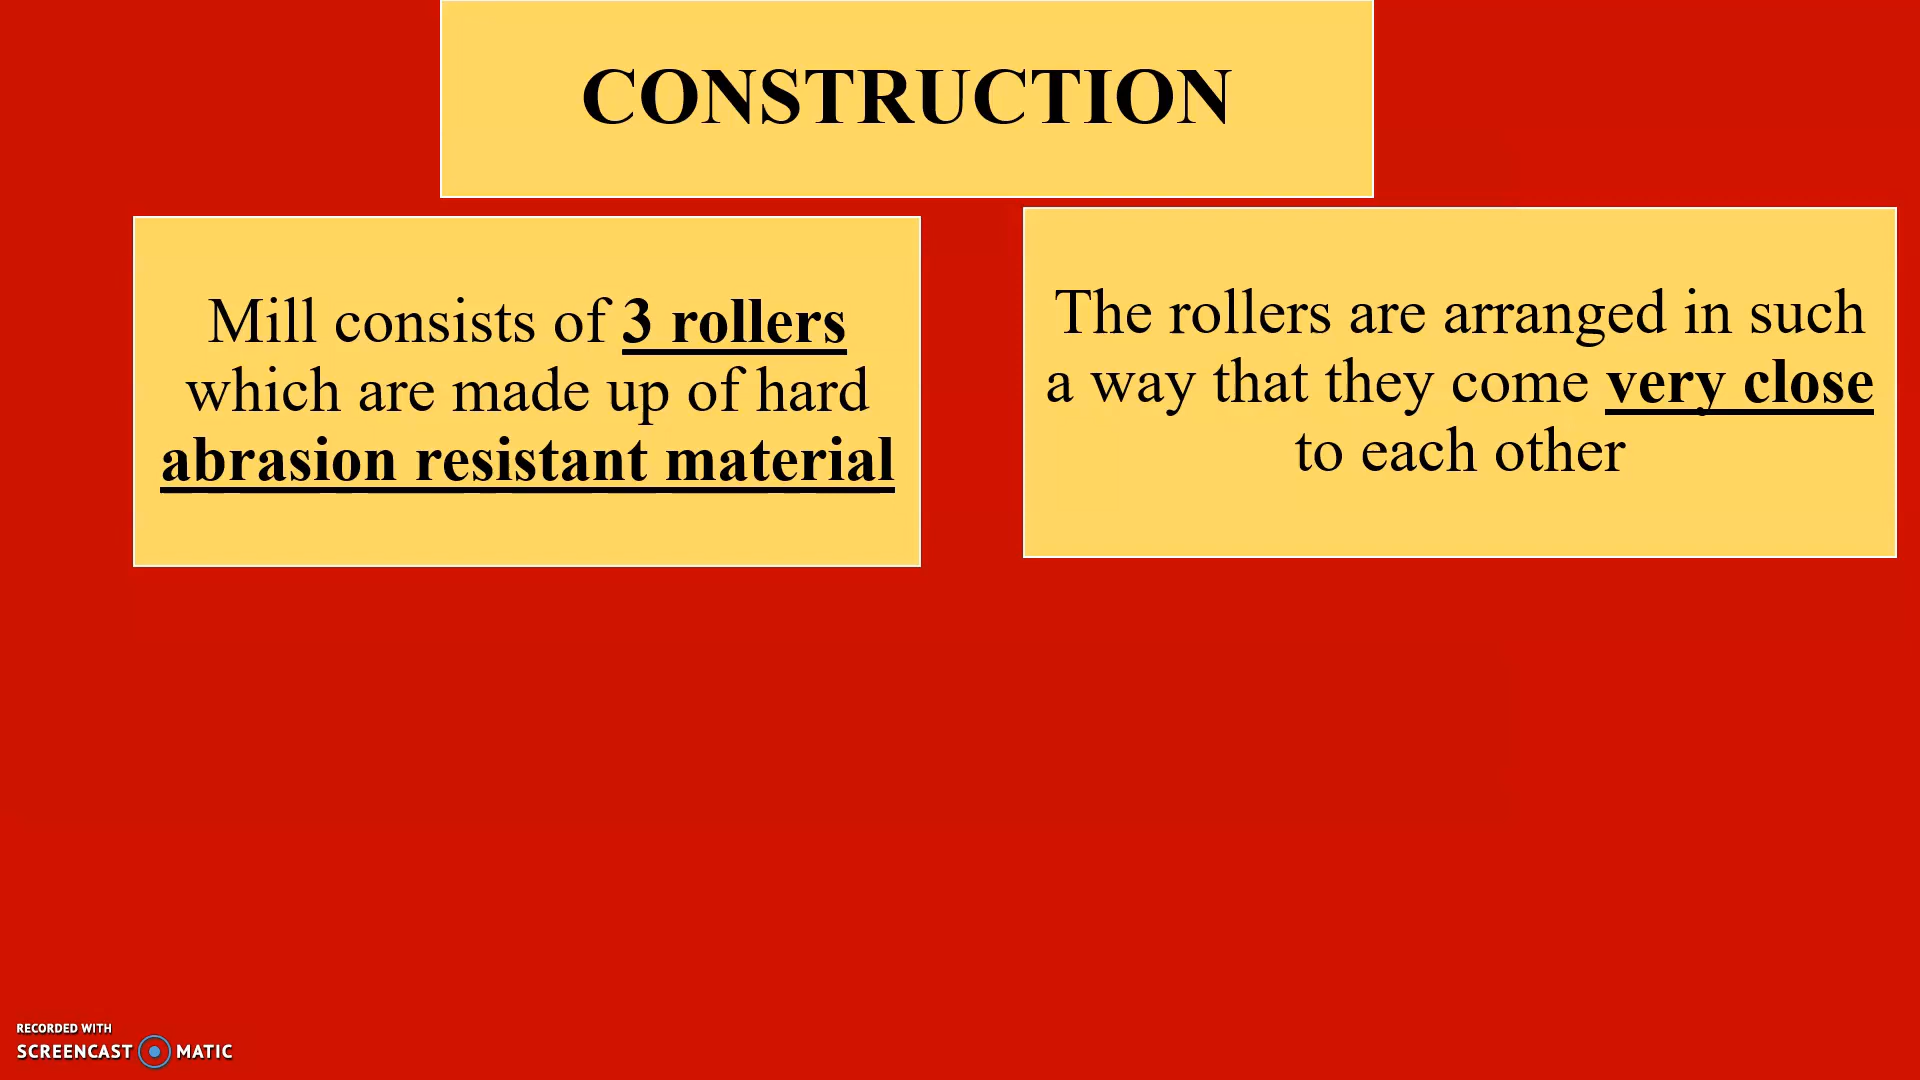 CONSTRUCTION
Mill consists of 3 rollers
which are made up of hard
abrasion resistant material
The rollers are arranged in such
a way that they come very close
to each other
RECORDED WITH
SCREENCAST MATIC